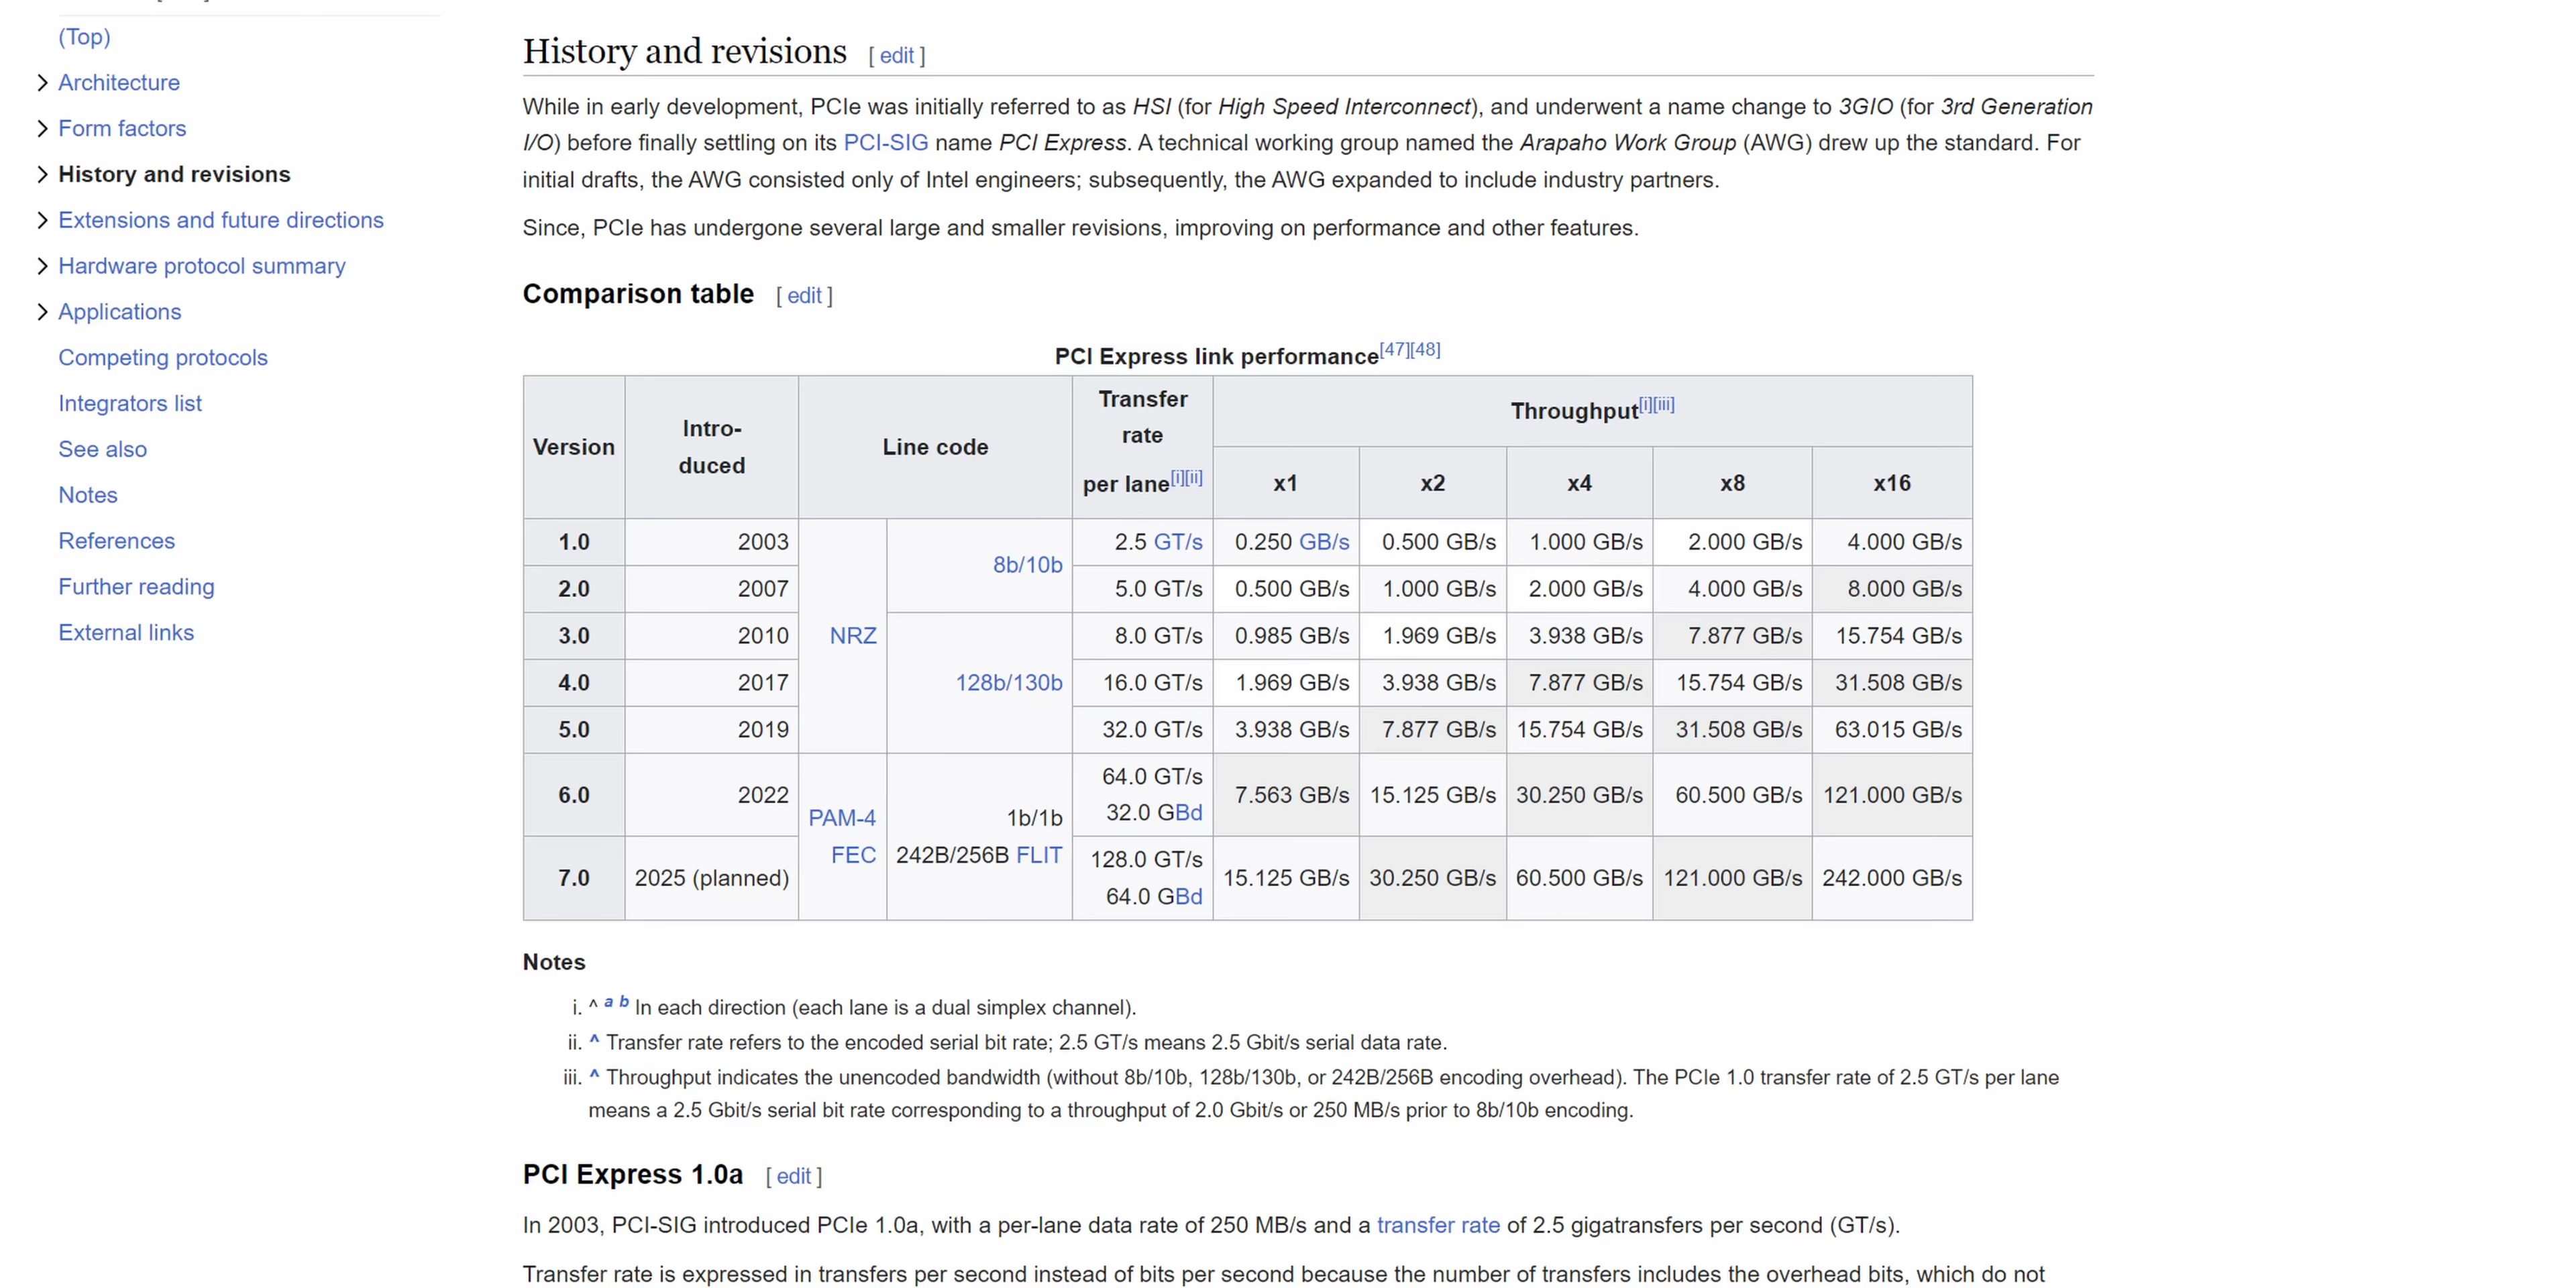 (Top)
Architecture
Form factors
History and revisions
Extensions and future directions
Hardware protocol summary
Applications
Competing protocols
Integrators list
See also
Notes
References
Further reading
External links
History and revisions [ edit ]
While in early development, PCIe was initially referred to as HSI (for High Speed Interconnect), and underwent a name change to 3GIO (for 3rd Generation
I/O) before finally settling on its PCI-SIG name PCI Express. A technical working group named the Arapaho Work Group (AWG) drew up the standard. For
initial drafts, the AWG consisted only of Intel engineers; subsequently, the AWG expanded to include industry partners.
Since, PCIe has undergone several large and smaller revisions, improving on performance and other features.
Comparison table [ edit ]
PCI Express link performance[47][48]
Version Intro-duced Line code Transfer rate per lane[i][ii] Throughput[i][iii]
x1 x2 x4 x8 x16
1.0 2003 NRZ 8b/10b 2.5 GT/s 0.250 GB/s 0.500 GB/s 1.000 GB/s 2.000 GB/s 4.000 GB/s
2.0 2007 5.0 GT/s 0.500 GB/s 1.000 GB/s 2.000 GB/s 4.000 GB/s 8.000 GB/s
3.0 2010 128b/130b 8.0 GT/s 0.985 GB/s 1.969 GB/s 3.938 GB/s 7.877 GB/s 15.754 GB/s
4.0 2017 16.0 GT/s 1.969 GB/s 3.938 GB/s 7.877 GB/s 15.754 GB/s 31.508 GB/s
5.0 2019 32.0 GT/s 3.938 GB/s 7.877 GB/s 15.754 GB/s 31.508 GB/s 63.015 GB/s
6.0 2022 PAM-4 FEC 1b/1b 242B/256B FLIT 64.0 GT/s 32.0 GBd 7.563 GB/s 15.125 GB/s 30.250 GB/s 60.500 GB/s 121.000 GB/s
7.0 2025 (planned) 128.0 GT/s 64.0 GBd 15.125 GB/s 30.250 GB/s 60.500 GB/s 121.000 GB/s 242.000 GB/s
Notes
i. ^ a b In each direction (each lane is a dual simplex channel).
ii. ^ Transfer rate refers to the encoded serial bit rate; 2.5 GT/s means 2.5 Gbit/s serial data rate.
iii. ^ Throughput indicates the unencoded bandwidth (without 8b/10b, 128b/130b, or 242B/256B encoding overhead). The PCIe 1.0 transfer rate of 2.5 GT/s per lane
means a 2.5 Gbit/s serial bit rate corresponding to a throughput of 2.0 Gbit/s or 250 MB/s prior to 8b/10b encoding.
PCI Express 1.0a [ edit ]
In 2003, PCI-SIG introduced PCIe 1.0a, with a per-lane data rate of 250 MB/s and a transfer rate of 2.5 gigatransfers per second (GT/s).
Transfer rate is expressed in transfers per second instead of bits per second because the number of transfers includes the overhead bits, which do not